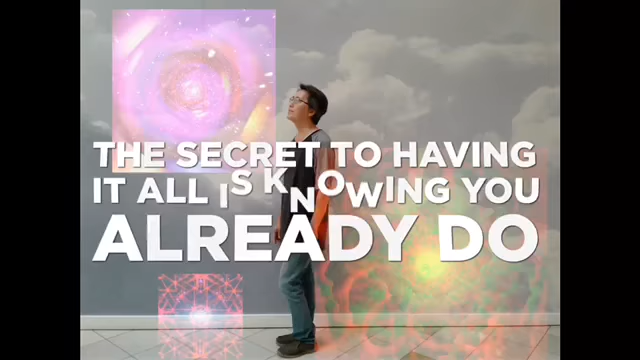 THE SECRET TO HAVING
IT ALL IS KNOWING YOU
ALREADY DO